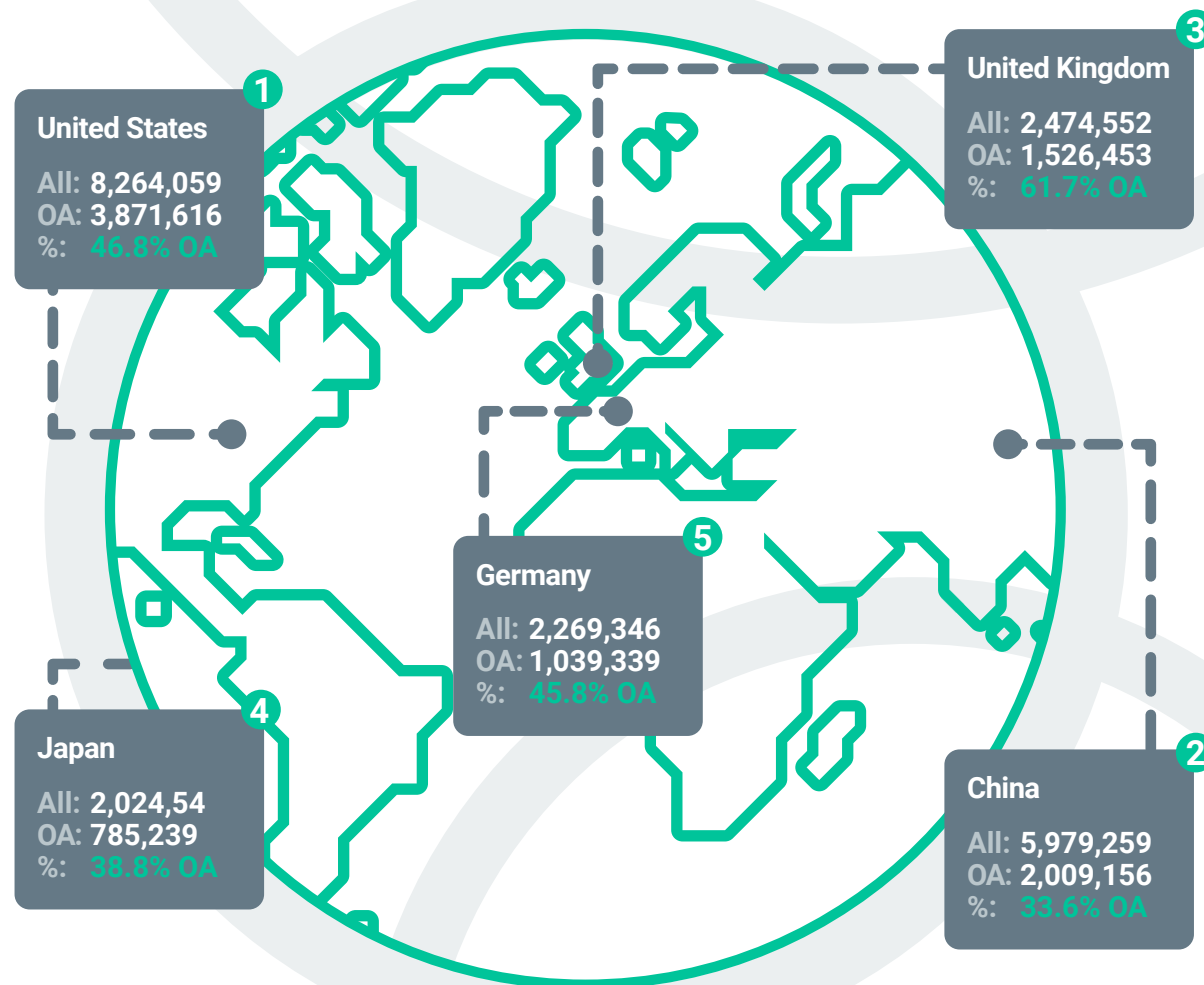 1
United States
All: 8,264,059
OA: 3,871,616
%: 46.8% OA
3
United Kingdom
All: 2,474,552
OA: 1,526,453
%: 61.7% OA
5
Germany
All: 2,269,346
OA: 1,039,339
%: 45.8% OA
4
Japan
All: 2,024,54
OA: 785,239
%: 38.8% OA
2
China
All: 5,979,259
OA: 2,009,156
%: 33.6% OA